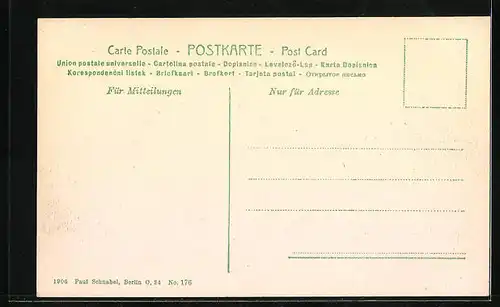 Carte Postale - POSTKARTE - Post Card
Union postale universelle - Cartolina postale - Dopisnice - Levelező-Lap - Karta Dopisnica
Korespondenční lístek - Briefkaart - Brefkort - Tarjeta postal - Открытое письмо
Für Mitteilungen
Nur für Adresse
1906 Paul Schnabel, Berlin O. 34 No. 176